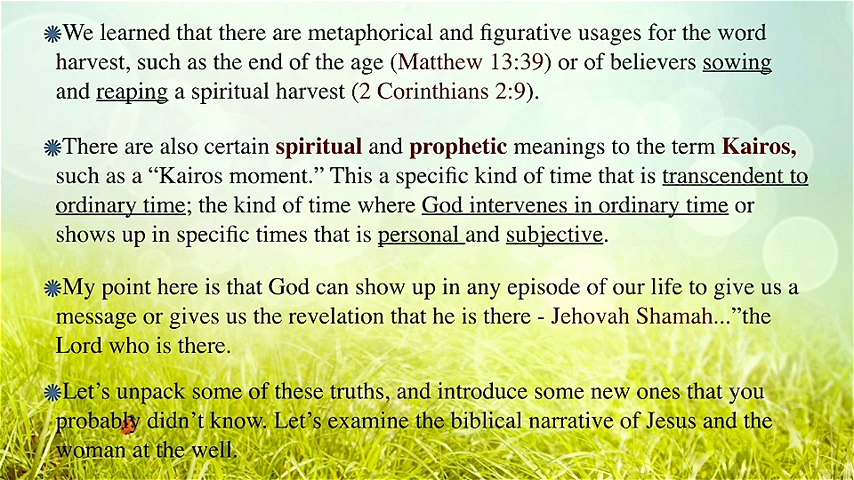 We learned that there are metaphorical and figurative usages for the word
harvest, such as the end of the age (Matthew 13:39) or of believers sowing
and reaping a spiritual harvest (2 Corinthians 2:9).
There are also certain spiritual and prophetic meanings to the term Kairos,
such as a “Kairos moment.” This a specific kind of time that is transcendent to
ordinary time; the kind of time where God intervenes in ordinary time or
shows up in specific times that is personal and subjective.
My point here is that God can show up in any episode of our life to give us a
message or gives us the revelation that he is there - Jehovah Shamah...”the
Lord who is there.
Let’s unpack some of these truths, and introduce some new ones that you
probably didn’t know. Let’s examine the biblical narrative of Jesus and the
woman at the well.